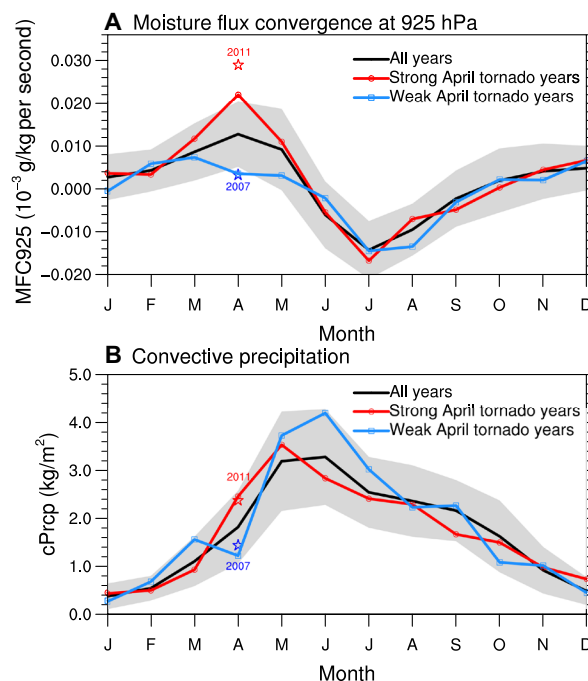 A Moisture flux convergence at 925 hPa
MFC925 (10⁻³ g/kg per second)
0.030
0.020
0.010
0.000
−0.010
−0.020
2011
2007
All years
Strong April tornado years
Weak April tornado years
J F M A M J J A S O N D
Month
B Convective precipitation
cPrcp (kg/m²)
5.0
4.0
3.0
2.0
1.0
0.0
2011
2007
All years
Strong April tornado years
Weak April tornado years
J F M A M J J A S O N D
Month